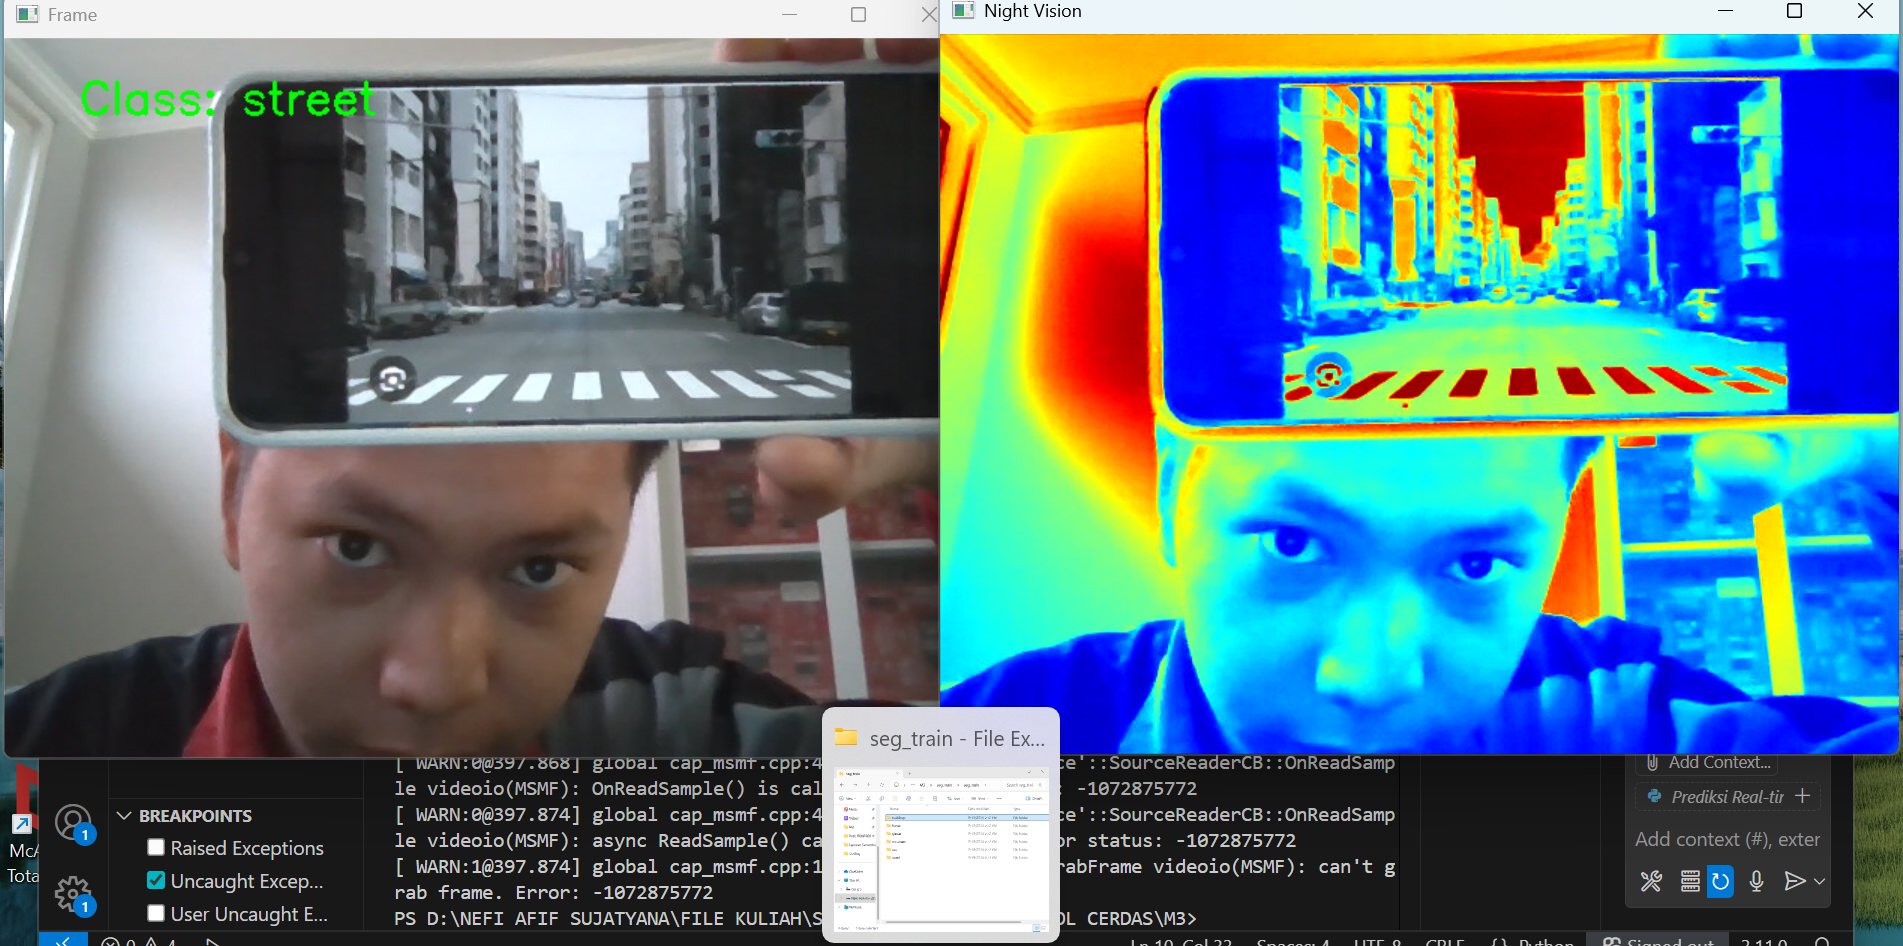 Frame
Night Vision
Class: street
seg_train - File Ex...
BREAKPOINTS
Raised Exceptions
Uncaught Excep...
User Uncaught E...
[ WARN:0@397.868] global cap_msmf.cpp:4
e'::SourceReaderCB::OnReadSamp
le videoio(MSMF): OnReadSample() is cal
: -1072875772
[ WARN:0@397.874] global cap_msmf.cpp:4
e'::SourceReaderCB::OnReadSamp
le videoio(MSMF): async ReadSample() ca
or status: -1072875772
[ WARN:1@397.874] global cap_msmf.cpp:1
rabFrame videoio(MSMF): can't g
rab frame. Error: -1072875772
PS D:\NEFI AFIF SUJATYANA\FILE KULIAH\S
OL CERDAS\M3>
Add Context...
Prediksi Real-tir
Add context (#), exter
McA
Tota
1
1
0
4
Ln 10, Col 33
Spaces: 4
UTF-8
CRLF
Python
Signed out
3.11.0